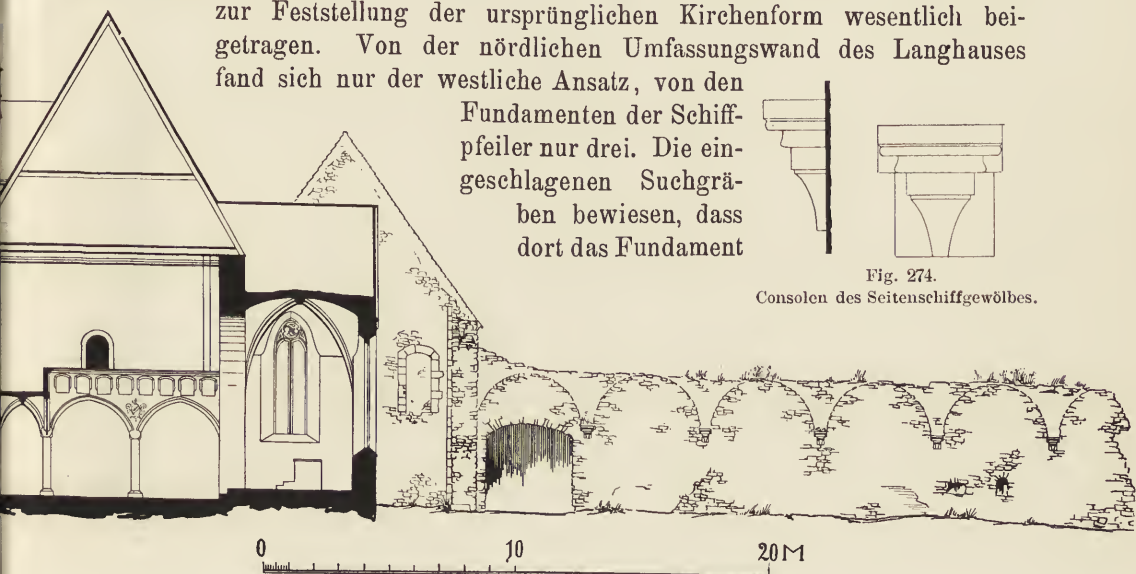 zur Feststellung der ursprünglichen Kirchenform wesentlich bei-
getragen. Von der nördlichen Umfassungswand des Langhauses
fand sich nur der westliche Ansatz, von den
Fundamenten der Schiff-
pfeiler nur drei. Die ein-
geschlagenen Suchgrä-
ben bewiesen, dass
dort das Fundament
Fig. 274.
Consolen des Seitenschiffgewölbes.
0 10 20 M